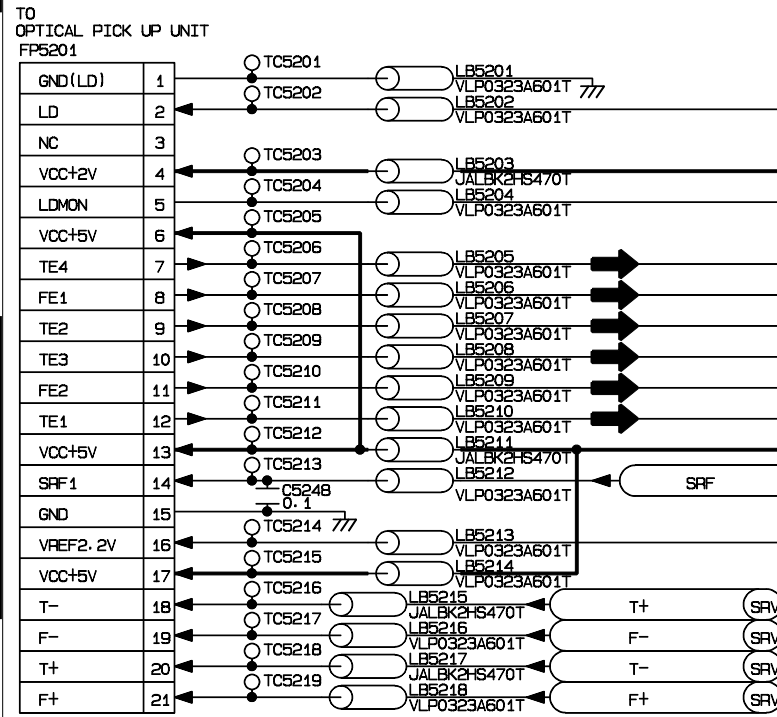 TO
OPTICAL PICK UP UNIT
FP5201
GND(LD) 1 TC5201 LB5201 VLP0323A601T
LD 2 TC5202 LB5202 VLP0323A601T
NC 3
VCC+2V 4 TC5203 LB5203 JALBK2HS470T
LDMON 5 TC5204 LB5204 VLP0323A601T
VCC+5V 6 TC5205
TE4 7 TC5206 LB5205 VLP0323A601T
FE1 8 TC5207 LB5206 VLP0323A601T
TE2 9 TC5208 LB5207 VLP0323A601T
TE3 10 TC5209 LB5208 VLP0323A601T
FE2 11 TC5210 LB5209 VLP0323A601T
TE1 12 TC5211 LB5210 VLP0323A601T
VCC+5V 13 TC5212 LB5211 JALBK2HS470T
SRF1 14 TC5213 LB5212 VLP0323A601T SRF
C5248
0.1
GND 15
VREF2.2V 16 TC5214 LB5213 VLP0323A601T
VCC+5V 17 TC5215 LB5214 VLP0323A601T
T- 18 TC5216 LB5215 JALBK2HS470T T+ SRV
F- 19 TC5217 LB5216 VLP0323A601T F- SRV
T+ 20 TC5218 LB5217 JALBK2HS470T T- SRV
F+ 21 TC5219 LB5218 VLP0323A601T F+ SRV